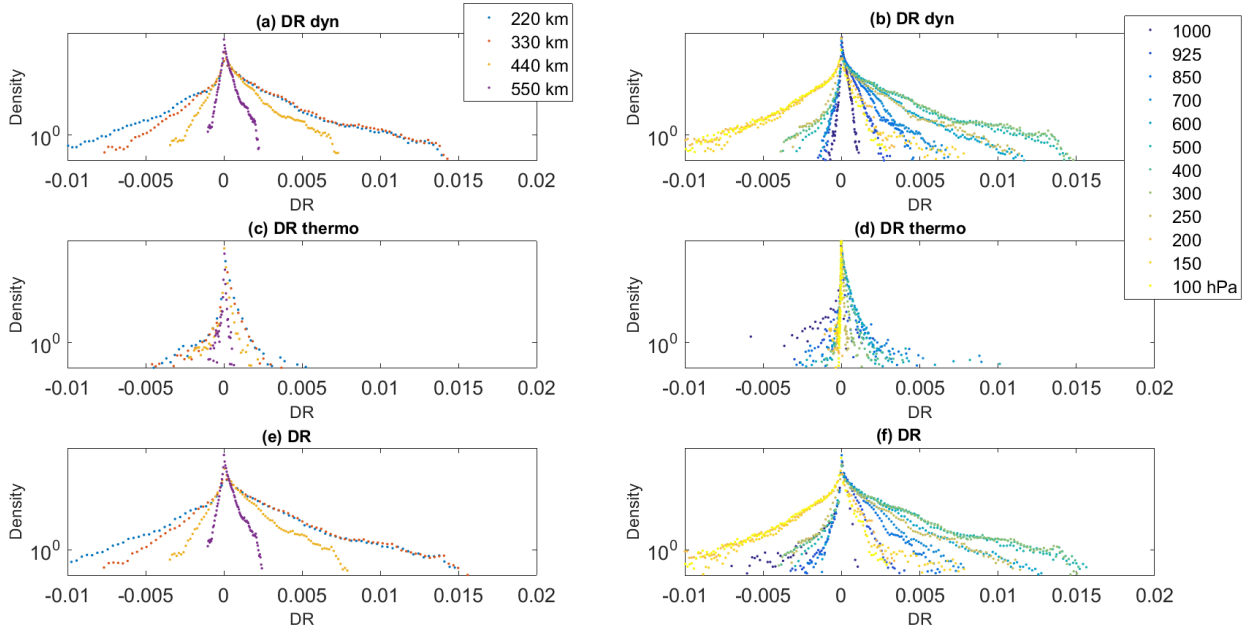 (a) DR dyn
220 km
330 km
440 km
550 km
Density
10^0
-0.01 -0.005 0 0.005 0.01 0.015 0.02
DR
(b) DR dyn
Density
10^0
-0.01 -0.005 0 0.005 0.01 0.015 0.02
DR
1000
925
850
700
600
500
400
300
250
200
150
100 hPa
(c) DR thermo
Density
10^0
-0.01 -0.005 0 0.005 0.01 0.015 0.02
DR
(d) DR thermo
Density
10^0
-0.01 -0.005 0 0.005 0.01 0.015 0.02
DR
(e) DR
Density
10^0
-0.01 -0.005 0 0.005 0.01 0.015 0.02
DR
(f) DR
Density
10^0
-0.01 -0.005 0 0.005 0.01 0.015 0.02
DR